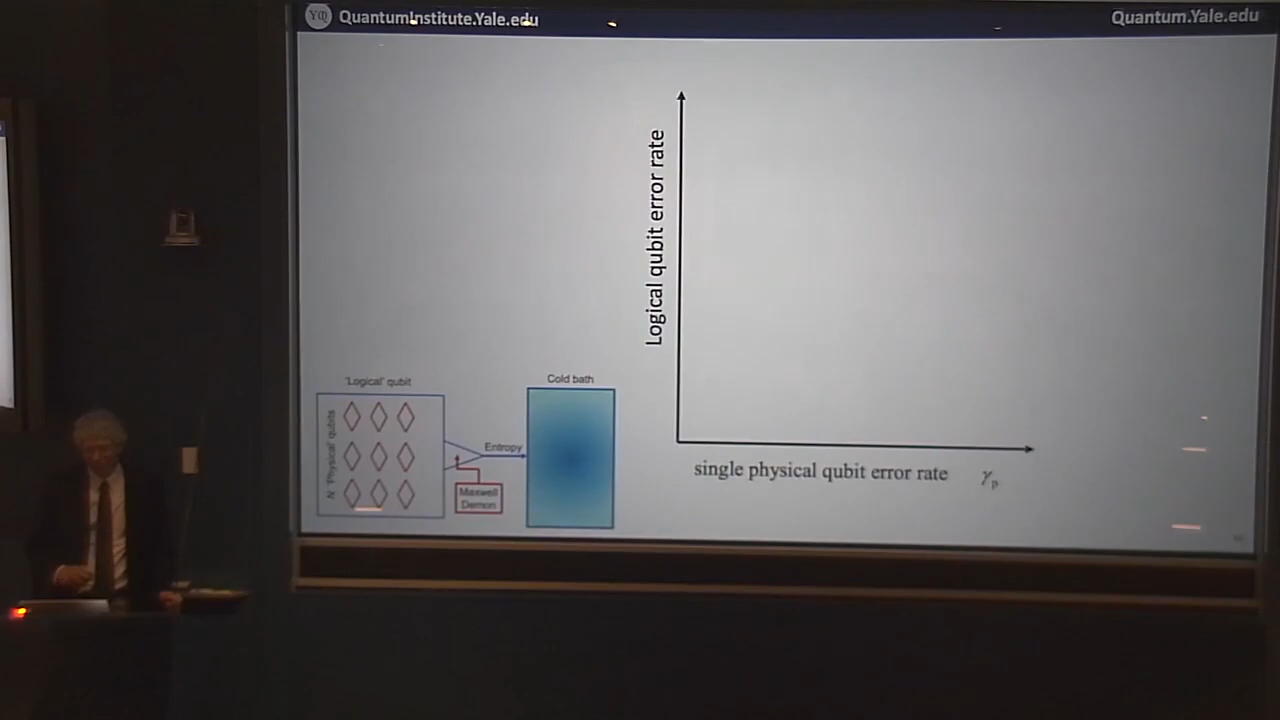 YQ QuantumInstitute.Yale.edu
Quantum.Yale.edu
Logical qubit error rate
'Logical' qubit
N 'Physical' qubits
Entropy
Maxwell
Demon
Cold bath
single physical qubit error rate γp